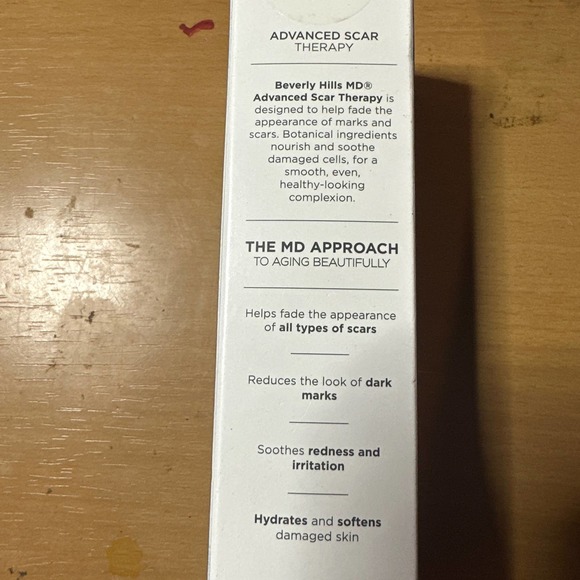 ADVANCED SCAR
THERAPY
Beverly Hills MD®
Advanced Scar Therapy is
designed to help fade the
appearance of marks and
scars. Botanical ingredients
nourish and soothe
damaged cells, for a
smooth, even,
healthy-looking
complexion.
THE MD APPROACH
TO AGING BEAUTIFULLY
Helps fade the appearance
of all types of scars
Reduces the look of dark
marks
Soothes redness and
irritation
Hydrates and softens
damaged skin